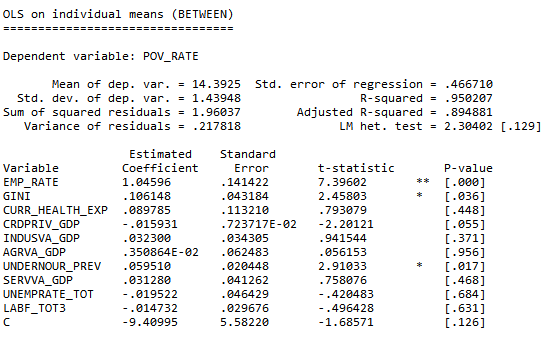 OLS on individual means (BETWEEN)
=================================
Dependent variable: POV_RATE
Mean of dep. var. = 14.3925 Std. error of regression = .466710
Std. dev. of dep. var. = 1.43948 R-squared = .950207
Sum of squared residuals = 1.96037 Adjusted R-squared = .894881
Variance of residuals = .217818 LM het. test = 2.30402 [.129]
Estimated Standard
Variable Coefficient Error t-statistic P-value
EMP_RATE 1.04596 .141422 7.39602 ** [.000]
GINI .106148 .043184 2.45803 * [.036]
CURR_HEALTH_EXP .089785 .113210 .793079 [.448]
CRDPRIV_GDP -.015931 .723717E-02 -2.20121 [.055]
INDUSVA_GDP .032300 .034305 .941544 [.371]
AGRVA_GDP .350864E-02 .062483 .056153 [.956]
UNDERNOUR_PREV .059510 .020448 2.91033 * [.017]
SERVVA_GDP .031280 .041262 .758076 [.468]
UNEMPRATE_TOT -.019522 .046429 -.420483 [.684]
LABF_TOT3 -.014732 .029676 -.496428 [.631]
C -9.40995 5.58220 -1.68571 [.126]